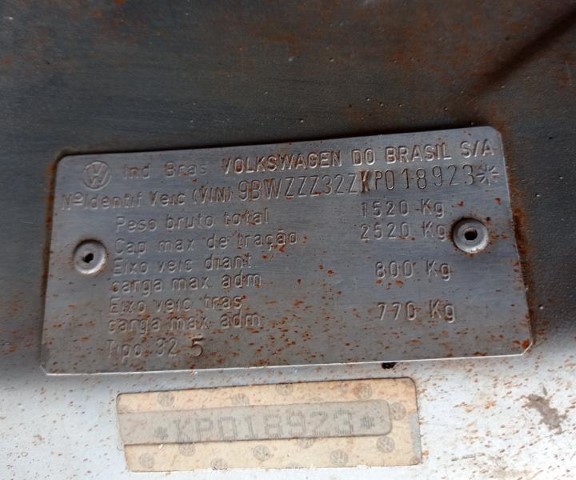 Ind Bras VOLKSWAGEN DO BRASIL S/A
Nº Identif Veic (VIN) 9BWZZZ32ZKP018923*
Peso bruto total 1520 Kg
Cap max de tração 2520 Kg
Eixo veic diant
carga max adm 800 Kg
Eixo veic tras
carga max adm 770 Kg
Tipo 32 5
*KP018923*